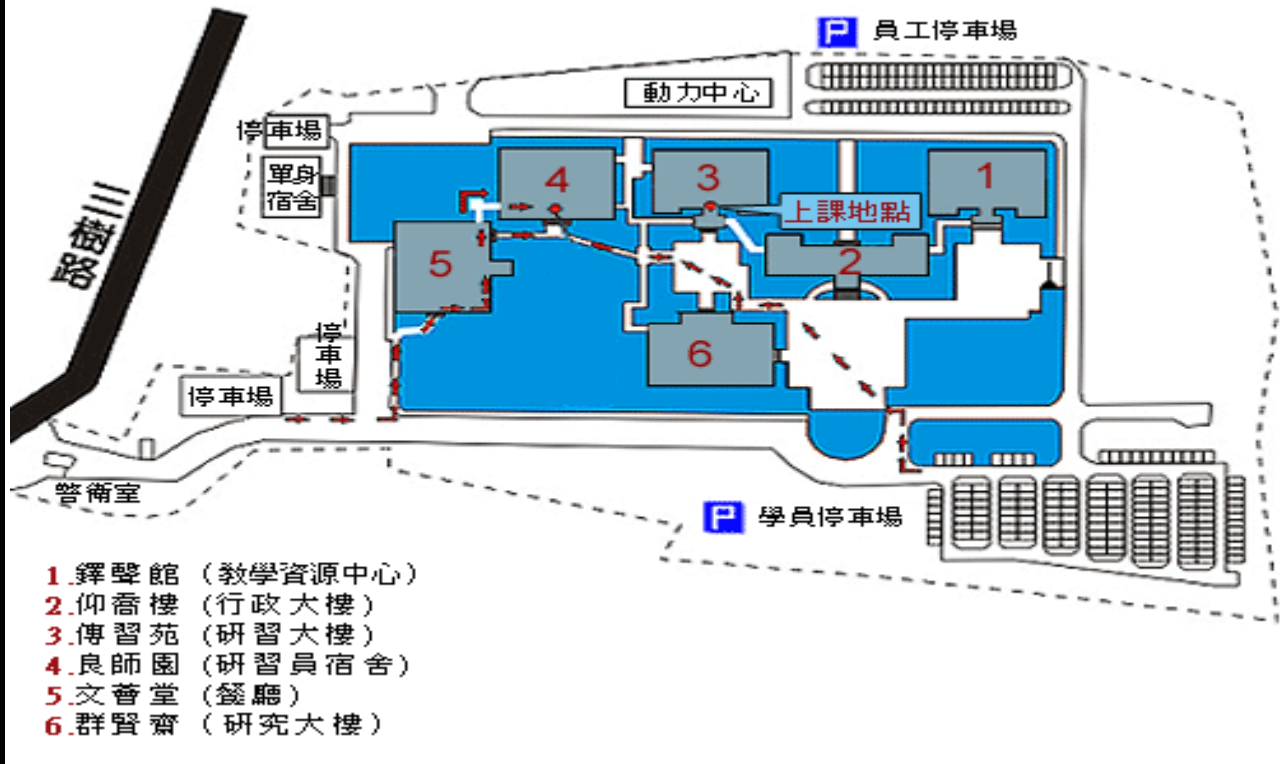 P 員工停車場
動力中心
停車場
單身
宿舍
4
3
1
上課地點
5
2
三樹路
停車場
6
停車場
警衛室
P 學員停車場
1.鐸聲館（教學資源中心）
2.仰喬樓（行政大樓）
3.傳習苑（研習大樓）
4.良師園（研習員宿舍）
5.文薈堂（餐廳）
6.群賢齋（研究大樓）